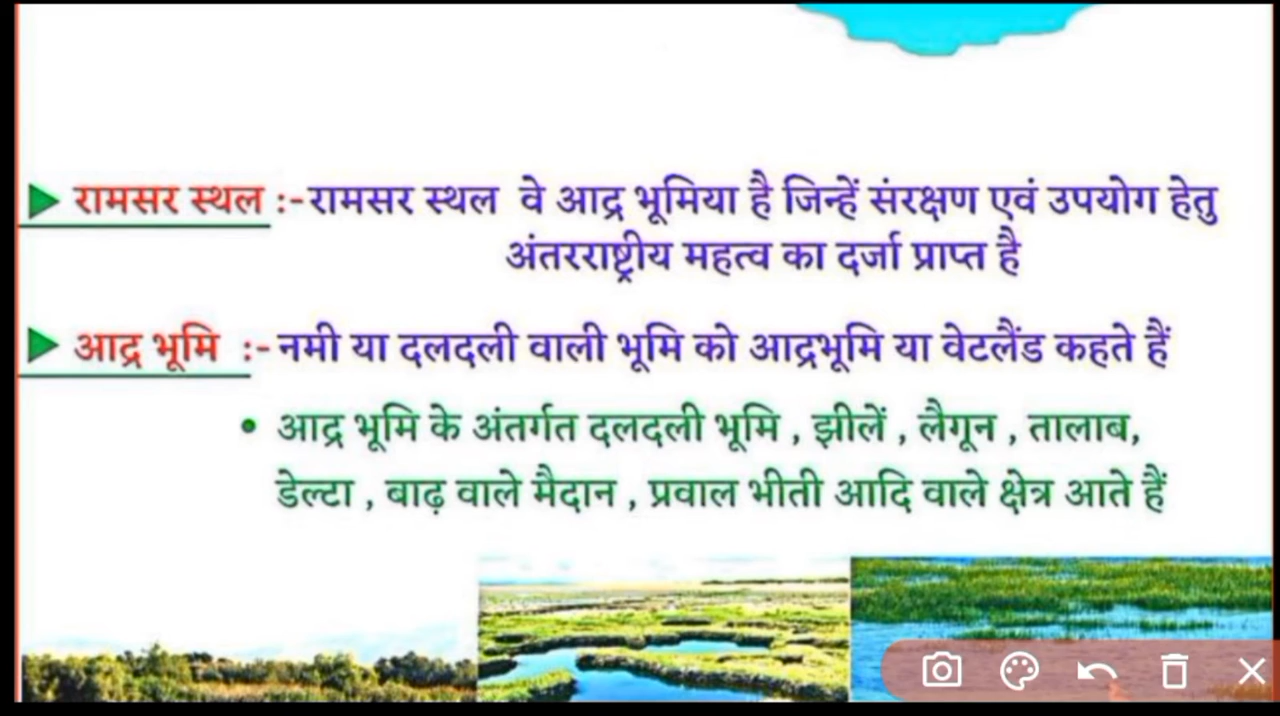 रामसर स्थल :- रामसर स्थल वे आद्र भूमिया है जिन्हें संरक्षण एवं उपयोग हेतु
अंतरराष्ट्रीय महत्व का दर्जा प्राप्त है
आद्र भूमि :- नमी या दलदली वाली भूमि को आद्रभूमि या वेटलैंड कहते हैं
• आद्र भूमि के अंतर्गत दलदली भूमि , झीलें , लैगून , तालाब,
डेल्टा , बाढ़ वाले मैदान , प्रवाल भीती आदि वाले क्षेत्र आते हैं